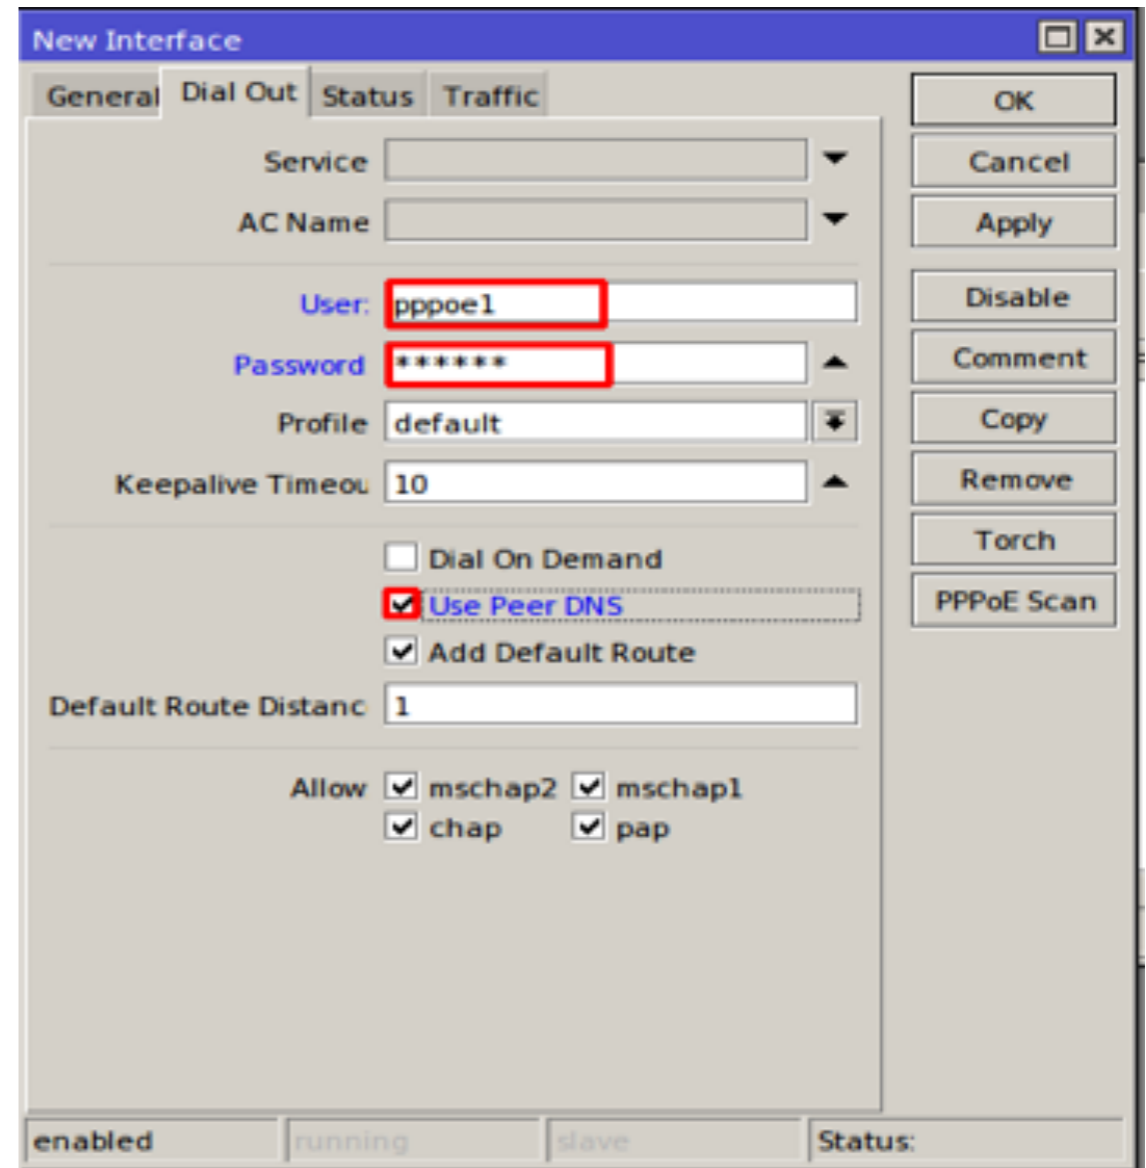 New Interface
General Dial Out Status Traffic
OK
Service
Cancel
AC Name
Apply
User: pppoe1
Disable
Password ******
Comment
Profile default
Copy
Keepalive Timeou 10
Remove
Dial On Demand
Torch
Use Peer DNS
PPPoE Scan
Add Default Route
Default Route Distanc 1
Allow mschap2 mschap1
chap pap
enabled running slave Status: